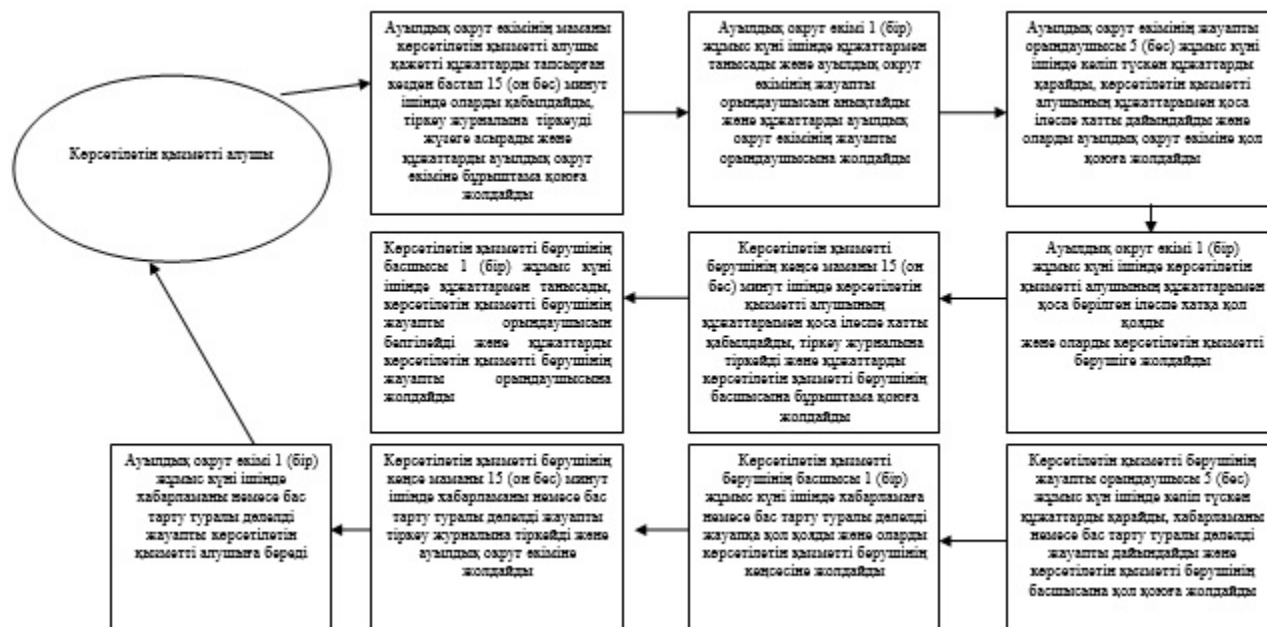 Көрсетілетін қызметті алушы
Ауылдық округ әкімінің маманы
көрсетілетін қызметті алушы
қажетті құжаттарды тапсырған
кезден бастап 15 (он бес) минут
ішінде оларды қабылдайды,
тіркеу журналына тіркеуді
жүзеге асырады және
құжаттарды ауылдық округ
әкіміне бұрыштама қоюға
жолдайды
Ауылдық округ әкімі 1 (бір)
жұмыс күні ішінде құжаттармен
танысады және ауылдық округ
әкімінің жауапты
орындаушысын анықтайды
және құжаттарды ауылдық
округ әкімінің жауапты
орындаушысына жолдайды
Ауылдық округ әкімінің жауапты
орындаушысы 5 (бес) жұмыс күні
ішінде келіп түскен құжаттарды
қарайды, көрсетілетін қызметті
алушының құжаттарымен қоса
ілеспе хатты дайындайды және
оларды ауылдық округ әкіміне қол
қоюға жолдайды
Ауылдық округ әкімі 1 (бір)
жұмыс күні ішінде көрсетілетін
қызметті алушының құжаттарымен
қоса берілген ілеспе хатқа қол
қояды
және оларды көрсетілетін қызметті
берушіге жолдайды
Көрсетілетін қызметті
берушінің кеңсе маманы 15 (он
бес) минут ішінде көрсетілетін
қызметті алушының
құжаттарымен қоса ілеспе хатты
қабылдайды, тіркеу журналына
тіркейді және құжаттарды
көрсетілетін қызметті берушінің
басшысына бұрыштама қоюға
жолдайды
Көрсетілетін қызметті берушінің
басшысы 1 (бір) жұмыс күні
ішінде құжаттармен танысады,
көрсетілетін қызметті берушінің
жауапты орындаушысын
белгілейді және құжаттарды
көрсетілетін қызметті берушінің
жауапты орындаушысына
жолдайды
Көрсетілетін қызметті берушінің
жауапты орындаушысы 5 (бес)
жұмыс күн ішінде келіп түскен
құжаттарды қарайды, хабарламаны
немесе бас тарту туралы дәлелді
жауапты дайындайды және
көрсетілетін қызметті берушінің
басшысына қол қоюға жолдайды
Көрсетілетін қызметті
берушінің басшысы 1 (бір)
жұмыс күні ішінде хабарламаға
немесе бас тарту туралы дәлелді
жауапқа қол қояды және оларды
көрсетілетін қызметті берушінің
кеңсесіне жолдайды
Көрсетілетін қызметті берушінің
кеңсе маманы 15 (он бес) минут
ішінде хабарламаны немесе бас
тарту туралы дәлелді жауапты
тіркеу журналына тіркейді және
ауылдық округ әкіміне
жолдайды
Ауылдық округ әкімі 1 (бір)
жұмыс күні ішінде
хабарламаны немесе бас
тарту туралы дәлелді
жауапты көрсетілетін
қызметті алушыға береді